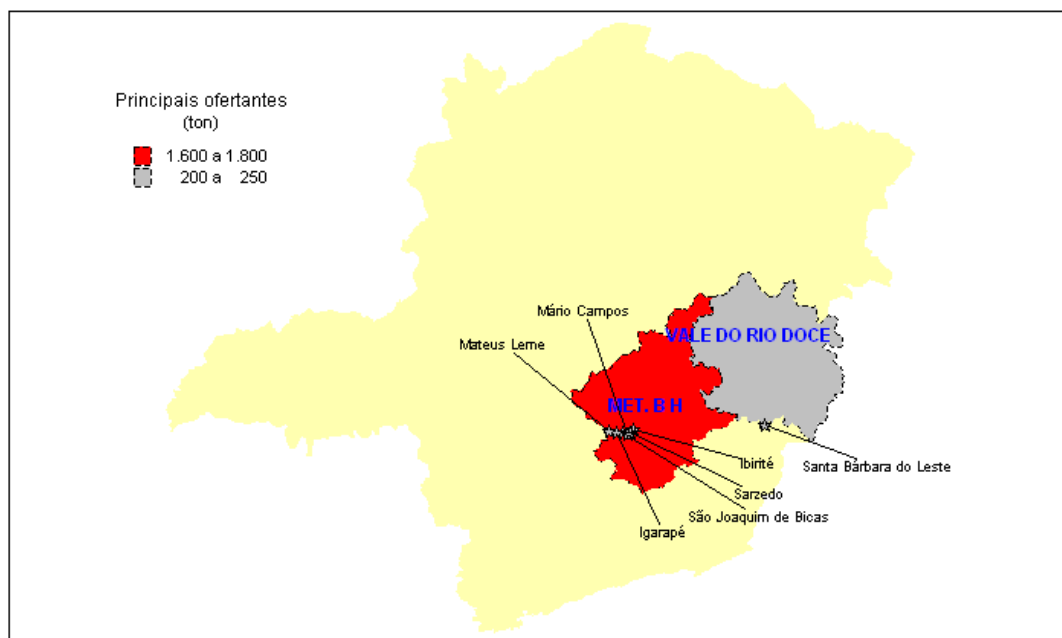 Principais ofertantes
(ton)
1.600 a 1.800
200 a 250
Mário Campos
Mateus Leme
VALE DO RIO DOCE
MET. B H
Ibirité
Santa Bárbara do Leste
Sarzedo
São Joaquim de Bicas
Igarapé